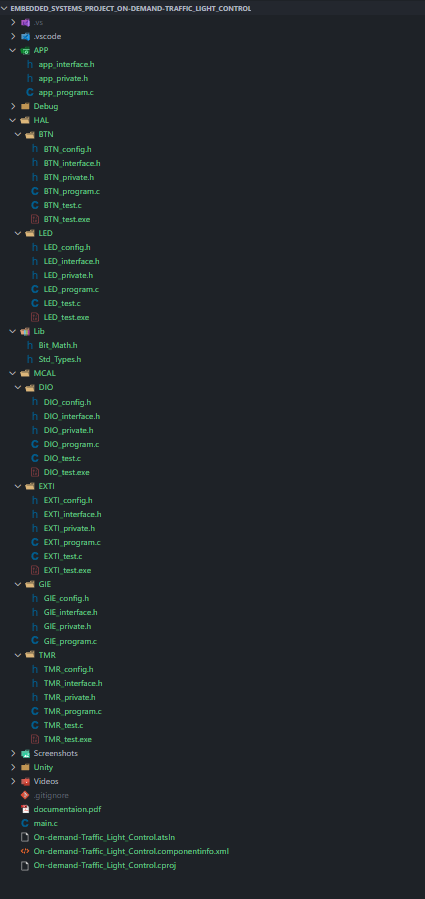 EMBEDDED_SYSTEMS_PROJECT_ON-DEMAND-TRAFFIC_LIGHT_CONTROL
.vs
.vscode
APP
app_interface.h
app_private.h
app_program.c
Debug
HAL
BTN
BTN_config.h
BTN_interface.h
BTN_private.h
BTN_program.c
BTN_test.c
BTN_test.exe
LED
LED_config.h
LED_interface.h
LED_private.h
LED_program.c
LED_test.c
LED_test.exe
Lib
Bit_Math.h
Std_Types.h
MCAL
DIO
DIO_config.h
DIO_interface.h
DIO_private.h
DIO_program.c
DIO_test.c
DIO_test.exe
EXTI
EXTI_config.h
EXTI_interface.h
EXTI_private.h
EXTI_program.c
EXTI_test.c
EXTI_test.exe
GIE
GIE_config.h
GIE_interface.h
GIE_private.h
GIE_program.c
TMR
TMR_config.h
TMR_interface.h
TMR_private.h
TMR_program.c
TMR_test.c
TMR_test.exe
Screenshots
Unity
Videos
.gitignore
documentaion.pdf
main.c
On-demand-Traffic_Light_Control.atsln
On-demand-Traffic_Light_Control.componentinfo.xml
On-demand-Traffic_Light_Control.cproj